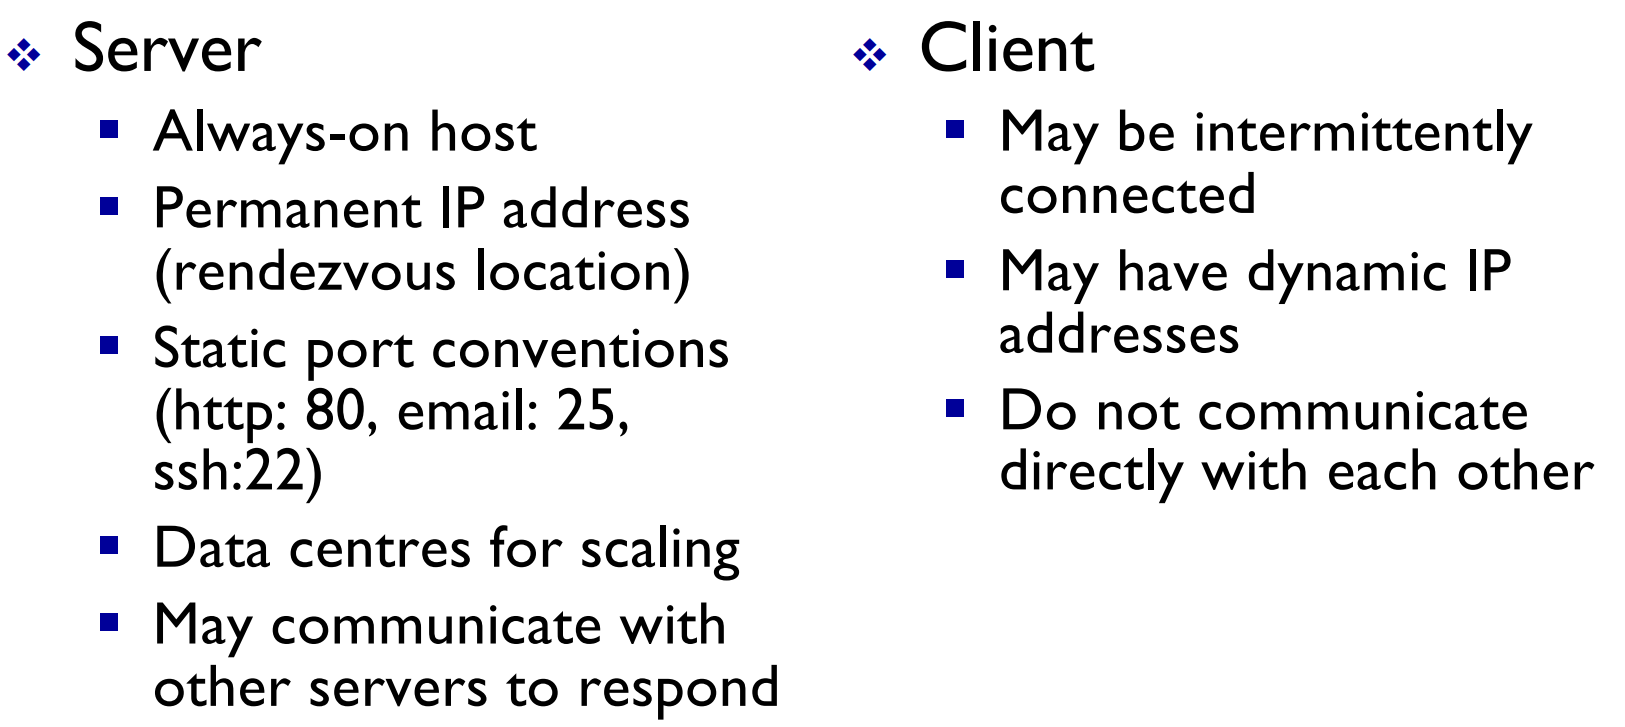 Server
Always-on host
Permanent IP address
(rendezvous location)
Static port conventions
(http: 80, email: 25,
ssh:22)
Data centres for scaling
May communicate with
other servers to respond
Client
May be intermittently
connected
May have dynamic IP
addresses
Do not communicate
directly with each other